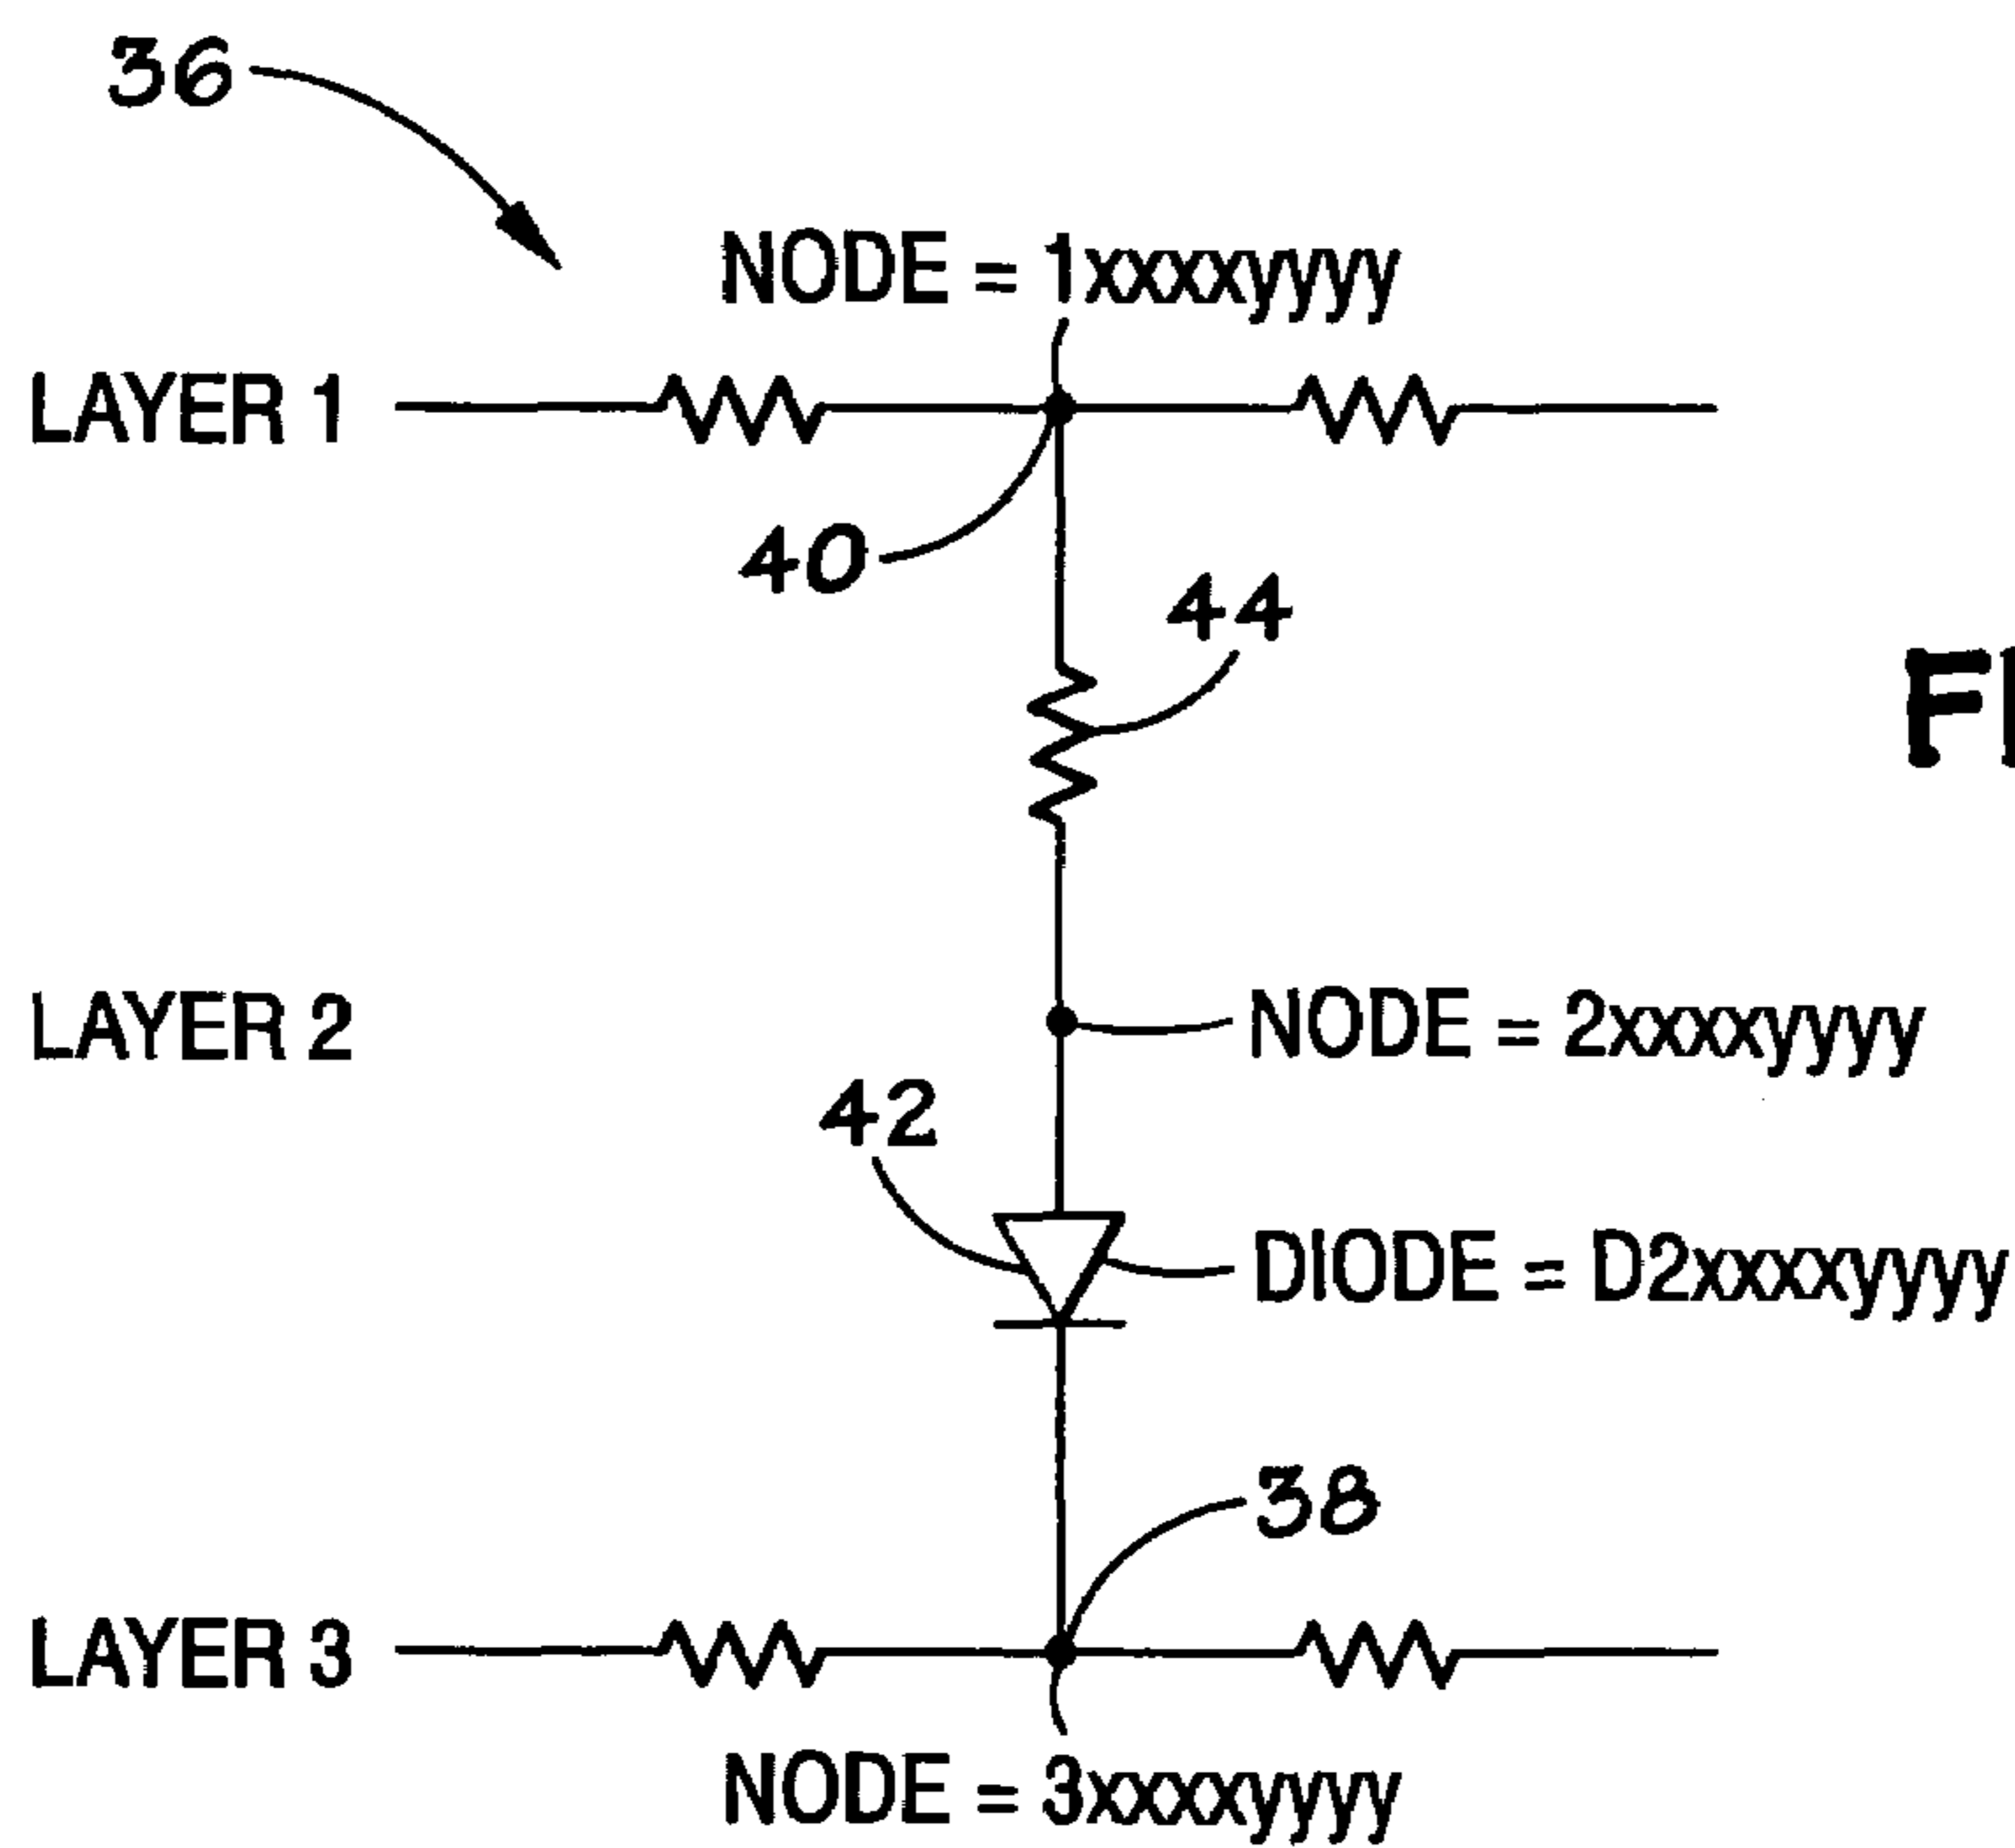 36
NODE = 1xxxxyyyy
LAYER 1
40
44
LAYER 2
NODE = 2xxxxyyyy
42
DIODE = D2xxxxyyyy
38
LAYER 3
NODE = 3xxxxyyyy